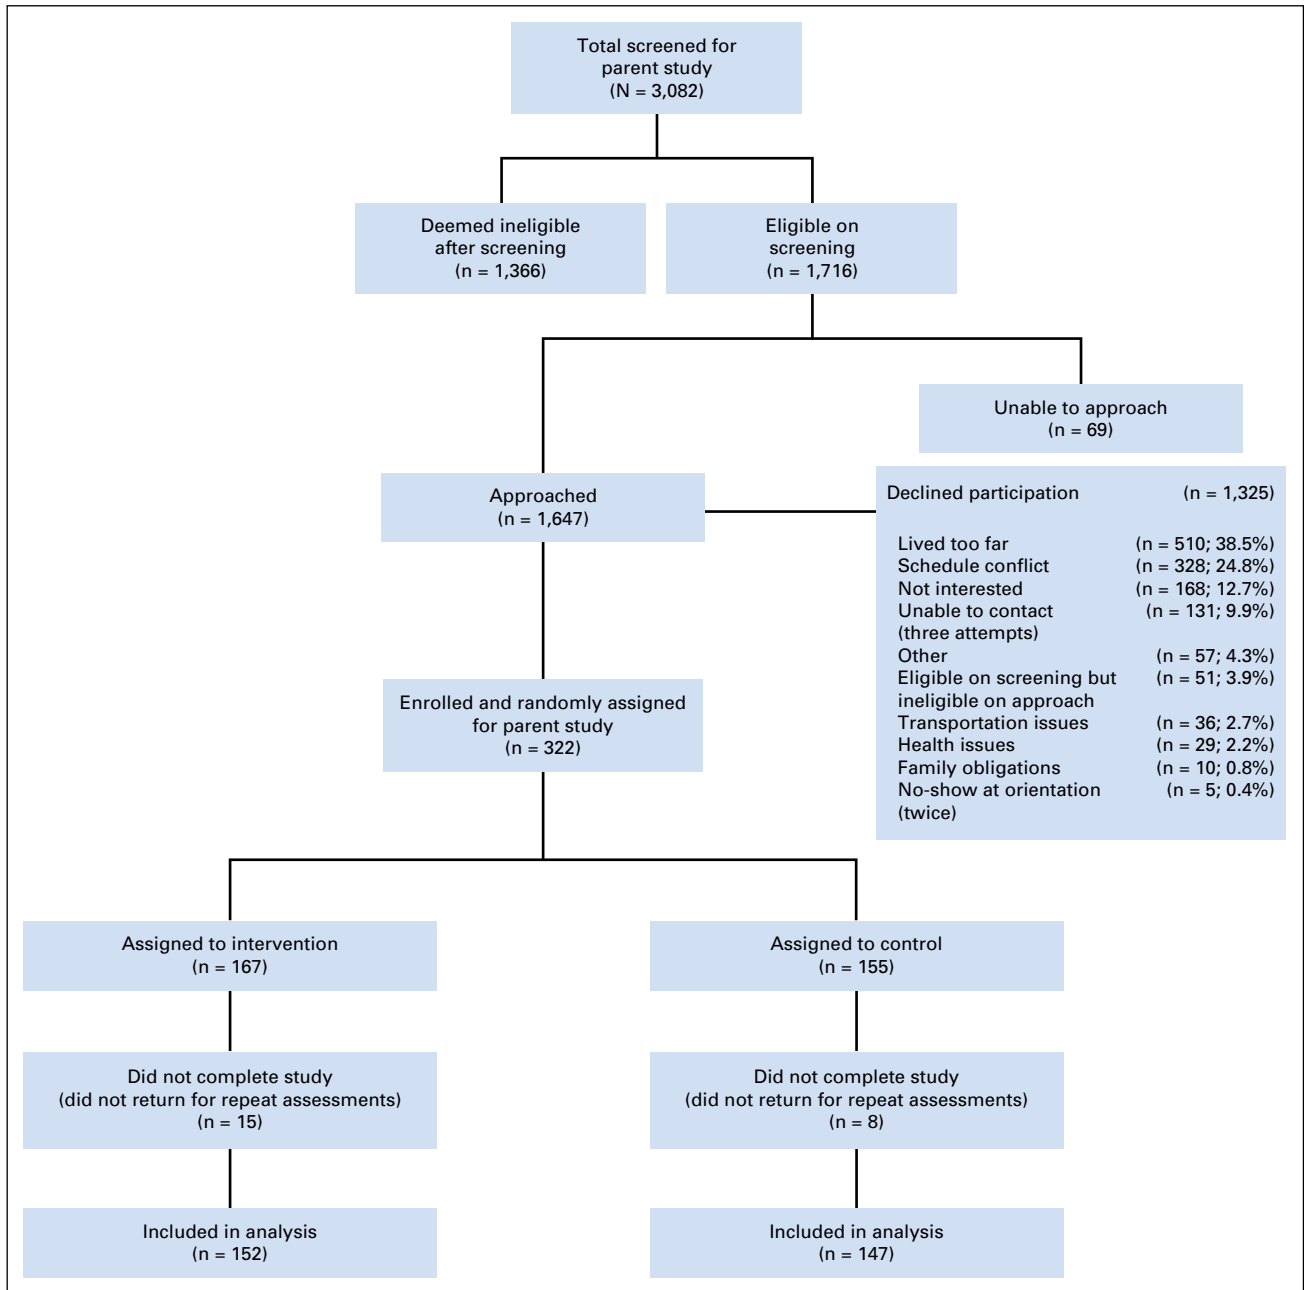 Total screened for
parent study
(N = 3,082)
Deemed ineligible
after screening
(n = 1,366)
Eligible on
screening
(n = 1,716)
Unable to approach
(n = 69)
Approached
(n = 1,647)
Declined participation (n = 1,325)
Lived too far (n = 510; 38.5%)
Schedule conflict (n = 328; 24.8%)
Not interested (n = 168; 12.7%)
Unable to contact (n = 131; 9.9%)
(three attempts)
Other (n = 57; 4.3%)
Eligible on screening but (n = 51; 3.9%)
ineligible on approach
Transportation issues (n = 36; 2.7%)
Health issues (n = 29; 2.2%)
Family obligations (n = 10; 0.8%)
No-show at orientation (n = 5; 0.4%)
(twice)
Enrolled and randomly assigned
for parent study
(n = 322)
Assigned to intervention
(n = 167)
Assigned to control
(n = 155)
Did not complete study
(did not return for repeat assessments)
(n = 15)
Did not complete study
(did not return for repeat assessments)
(n = 8)
Included in analysis
(n = 152)
Included in analysis
(n = 147)